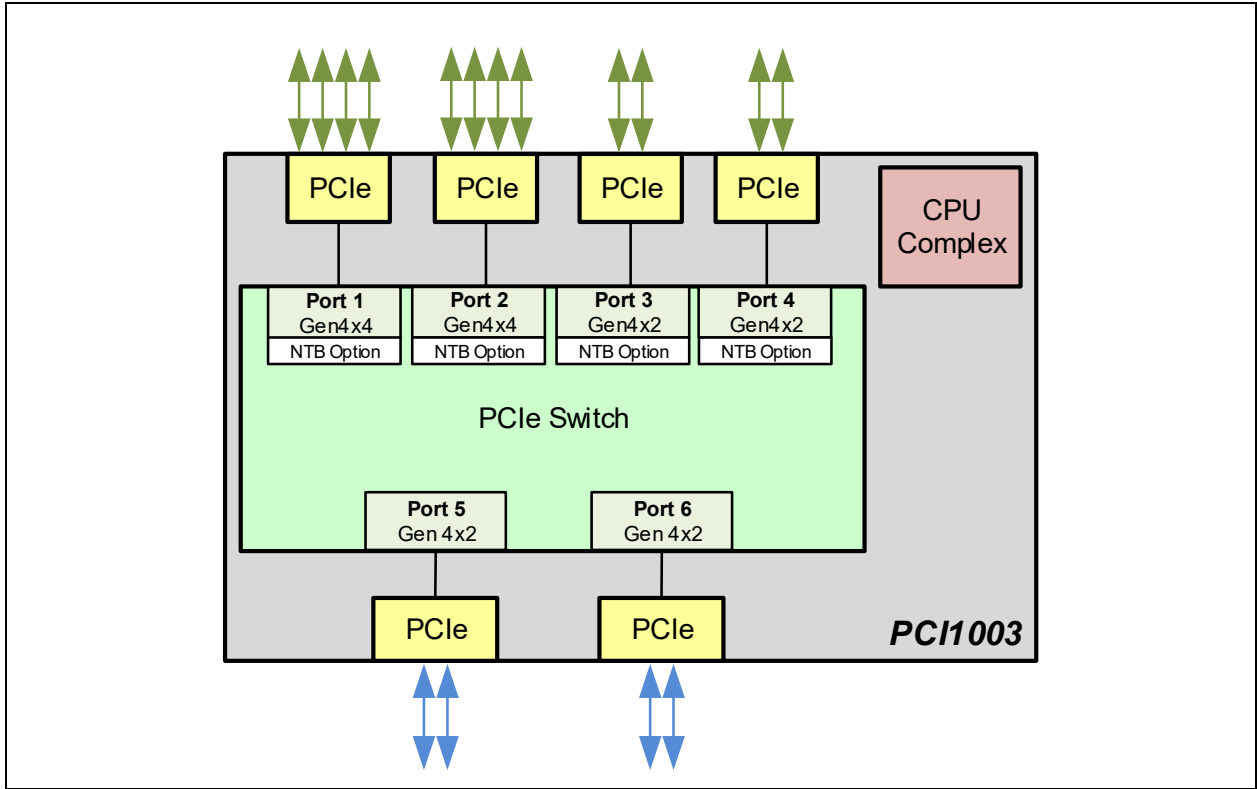 PCIe
PCIe
PCIe
PCIe
CPU
Complex
Port 1
Gen4x4
NTB Option
Port 2
Gen4x4
NTB Option
Port 3
Gen4x2
NTB Option
Port 4
Gen4x2
NTB Option
PCIe Switch
Port 5
Gen 4x2
Port 6
Gen 4x2
PCIe
PCIe
PCI1003